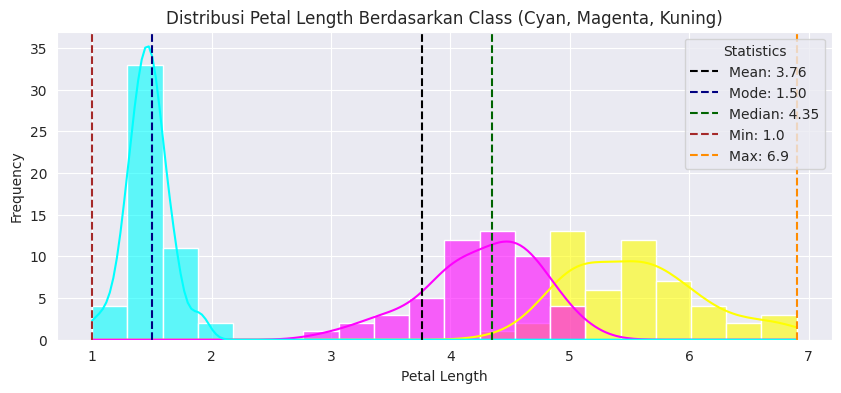 Distribusi Petal Length Berdasarkan Class (Cyan, Magenta, Kuning)
Statistics
Mean: 3.76
Mode: 1.50
Median: 4.35
Min: 1.0
Max: 6.9
Frequency
35
30
25
20
15
10
5
0
1
2
3
4
5
6
7
Petal Length